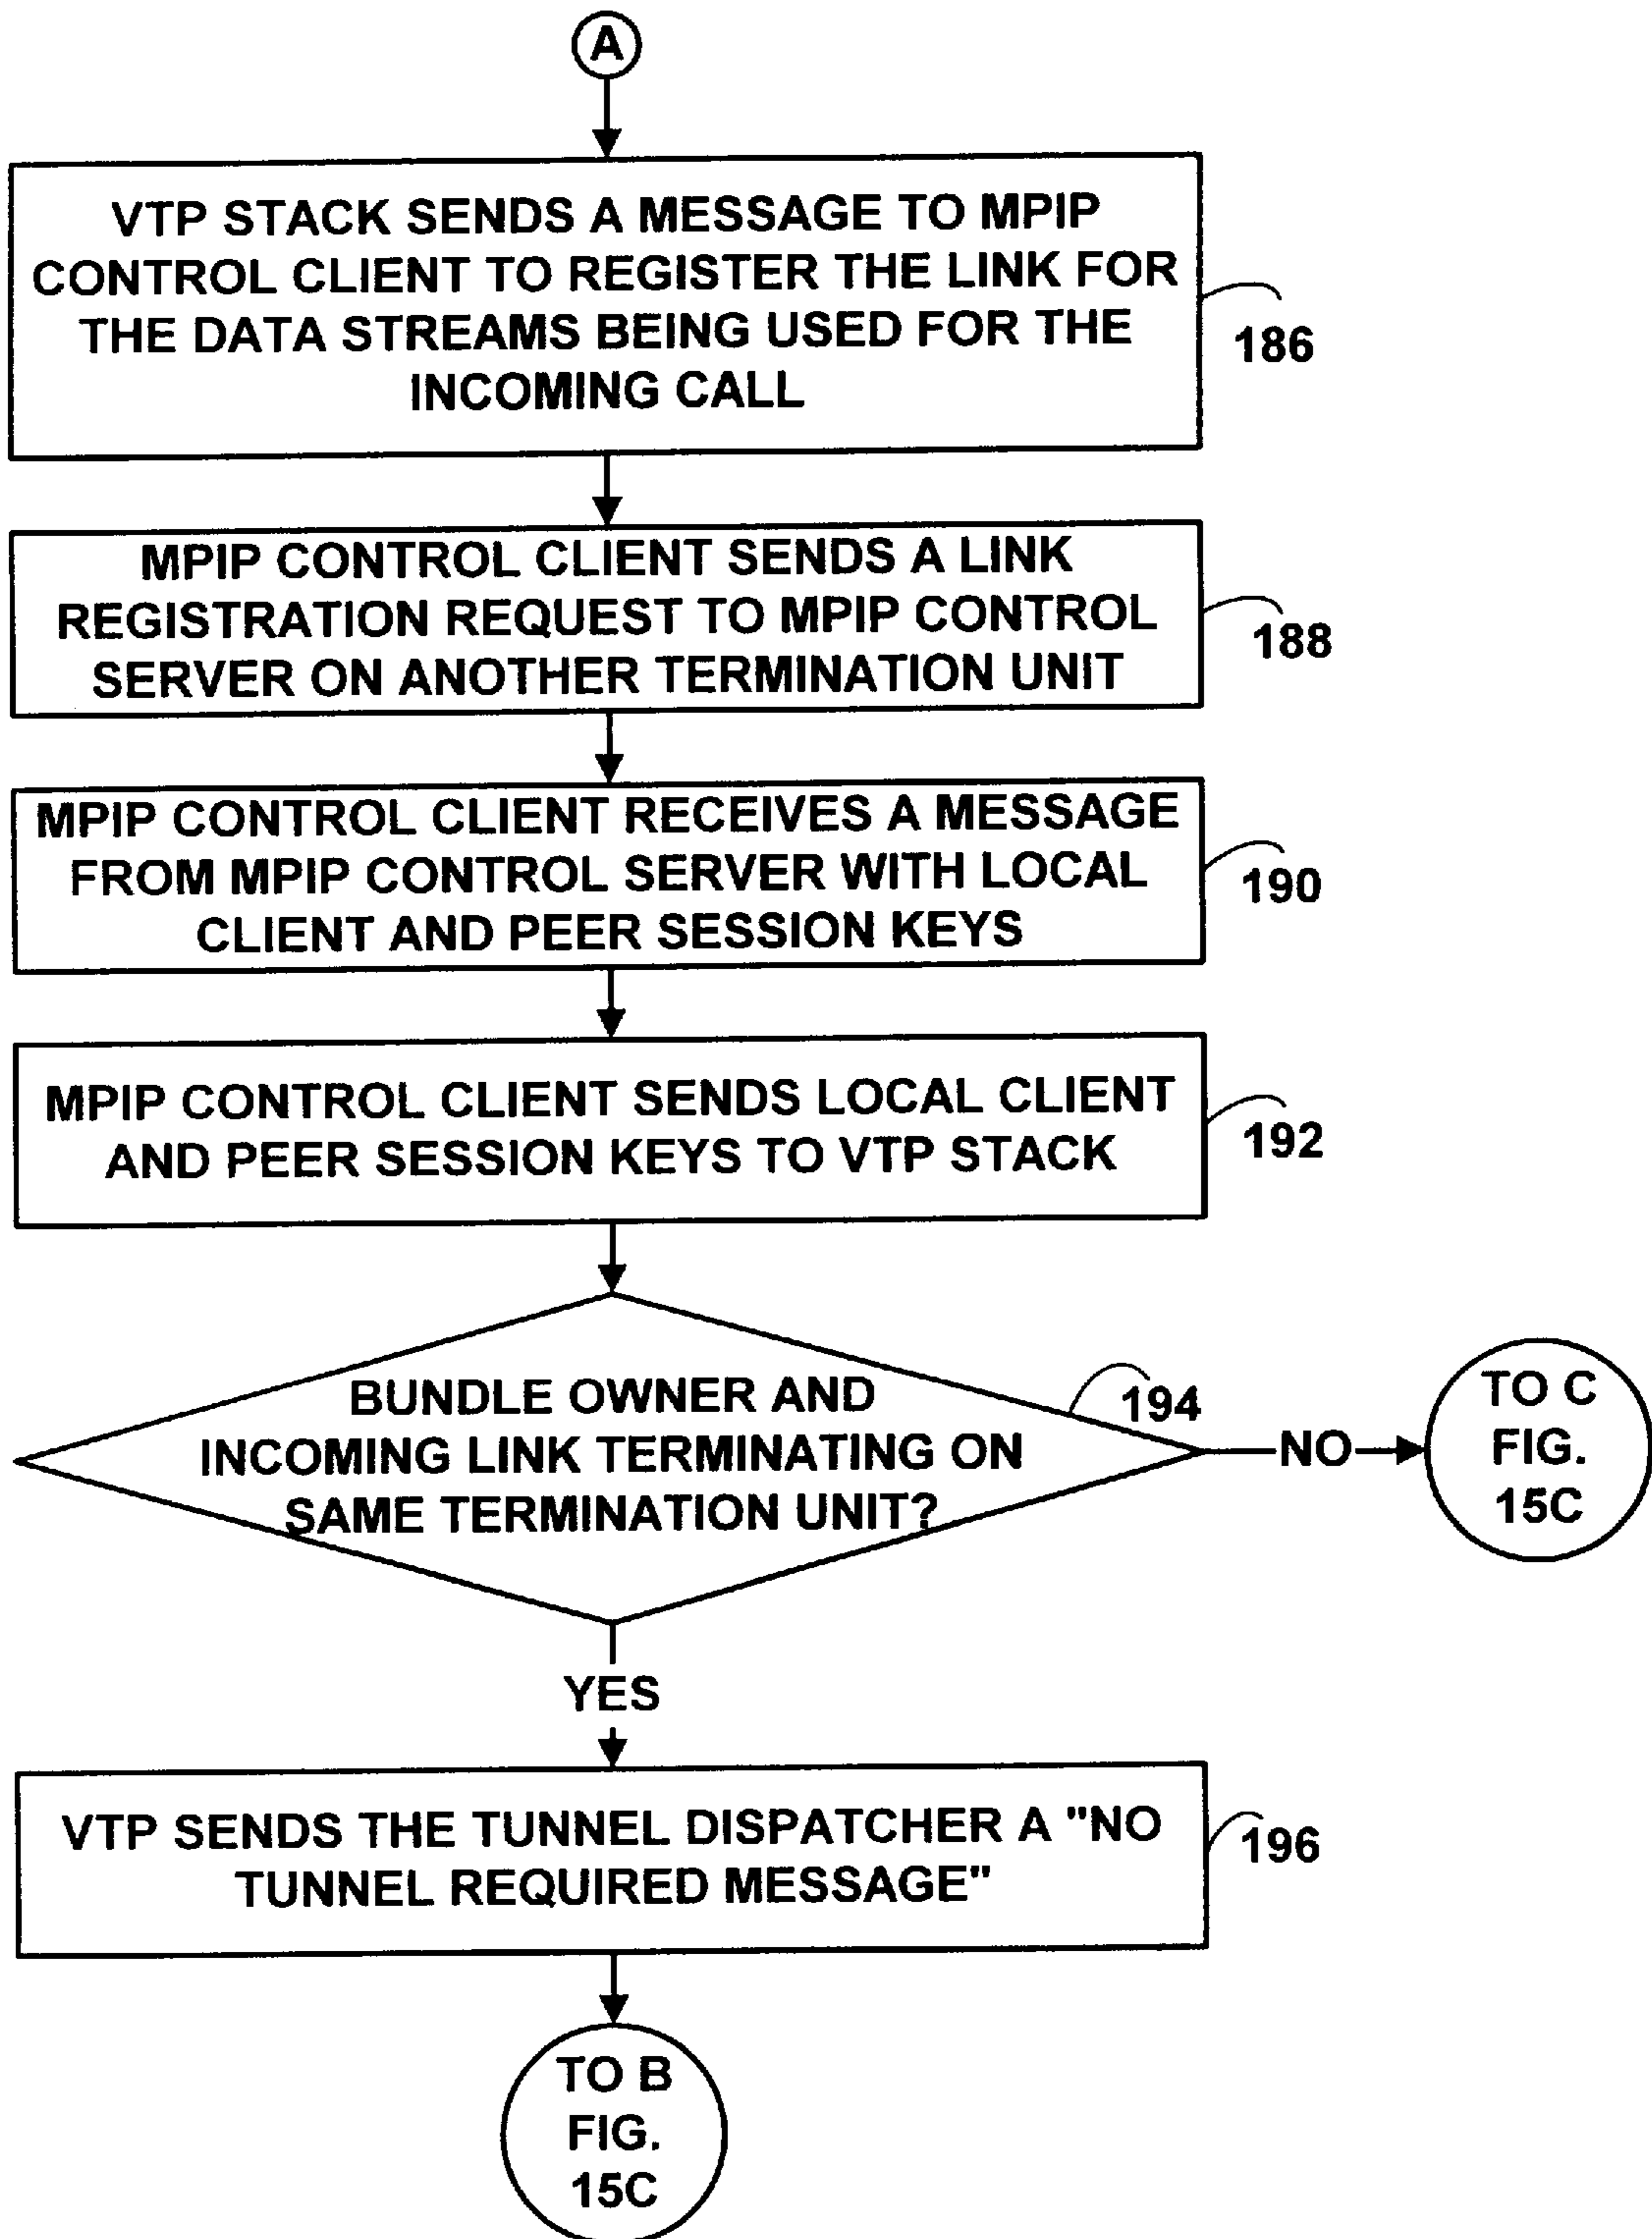 A
VTP STACK SENDS A MESSAGE TO MPIP
CONTROL CLIENT TO REGISTER THE LINK FOR
THE DATA STREAMS BEING USED FOR THE
INCOMING CALL
186
MPIP CONTROL CLIENT SENDS A LINK
REGISTRATION REQUEST TO MPIP CONTROL
SERVER ON ANOTHER TERMINATION UNIT
188
MPIP CONTROL CLIENT RECEIVES A MESSAGE
FROM MPIP CONTROL SERVER WITH LOCAL
CLIENT AND PEER SESSION KEYS
190
MPIP CONTROL CLIENT SENDS LOCAL CLIENT
AND PEER SESSION KEYS TO VTP STACK
192
BUNDLE OWNER AND
INCOMING LINK TERMINATING ON
SAME TERMINATION UNIT?
194
NO
TO C
FIG.
15C
YES
VTP SENDS THE TUNNEL DISPATCHER A "NO
TUNNEL REQUIRED MESSAGE"
196
TO B
FIG.
15C